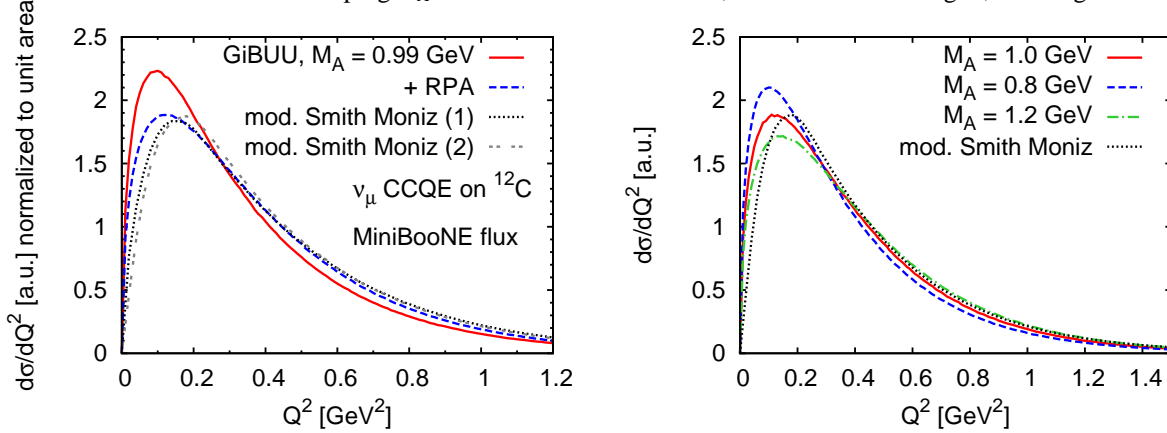 dσ/dQ² [a.u.] normalized to unit area
2.5
2
1.5
1
0.5
0
GiBUU, M_A = 0.99 GeV
+ RPA
mod. Smith Moniz (1)
mod. Smith Moniz (2)
ν_μ CCQE on ¹²C
MiniBooNE flux
0 0.2 0.4 0.6 0.8 1 1.2
Q² [GeV²]
dσ/dQ² [a.u.]
2.5
2
1.5
1
0.5
0
M_A = 1.0 GeV
M_A = 0.8 GeV
M_A = 1.2 GeV
mod. Smith Moniz
0 0.2 0.4 0.6 0.8 1 1.2 1.4
Q² [GeV²]